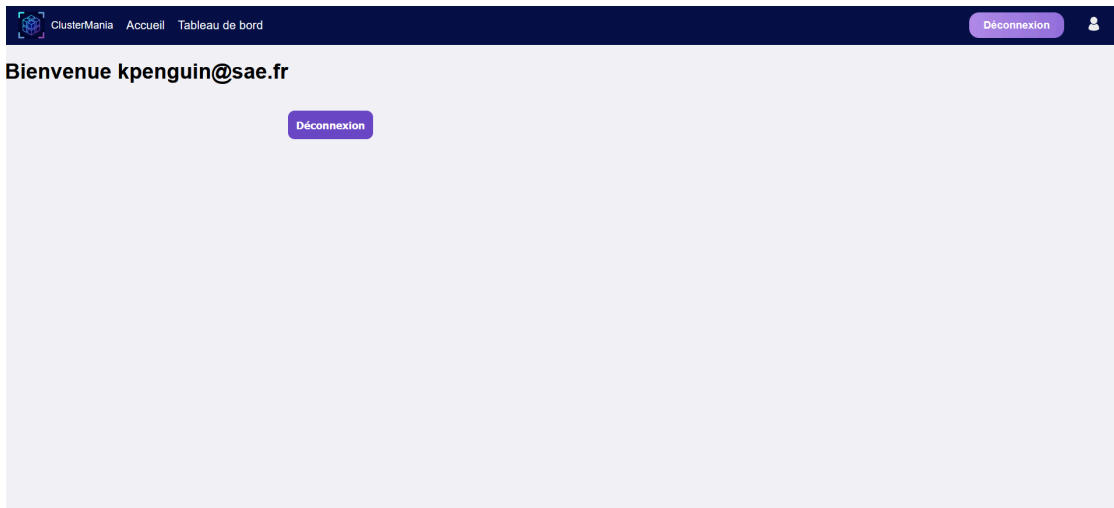 ClusterMania Accueil Tableau de bord Déconnexion
Bienvenue kpenguin@sae.fr
Déconnexion